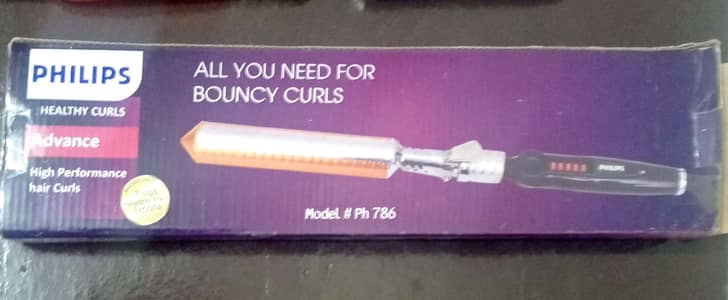 PHILIPS
HEALTHY CURLS
Advance
High Performance
hair Curls
ALL YOU NEED FOR
BOUNCY CURLS
PHILIPS
Model # Ph 786